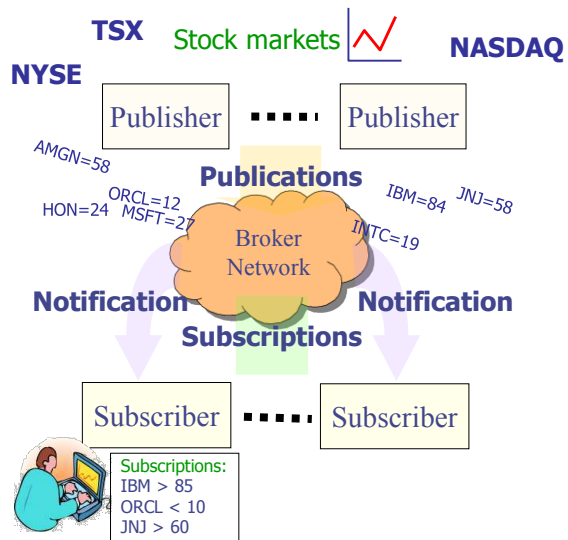 TSX
Stock markets
NASDAQ
NYSE
Publisher
Publisher
AMGN=58
Publications
ORCL=12
IBM=84
JNJ=58
HON=24
MSFT=27
INTC=19
Broker
Network
Notification
Notification
Subscriptions
Subscriber
Subscriber
Subscriptions:
IBM > 85
ORCL < 10
JNJ > 60